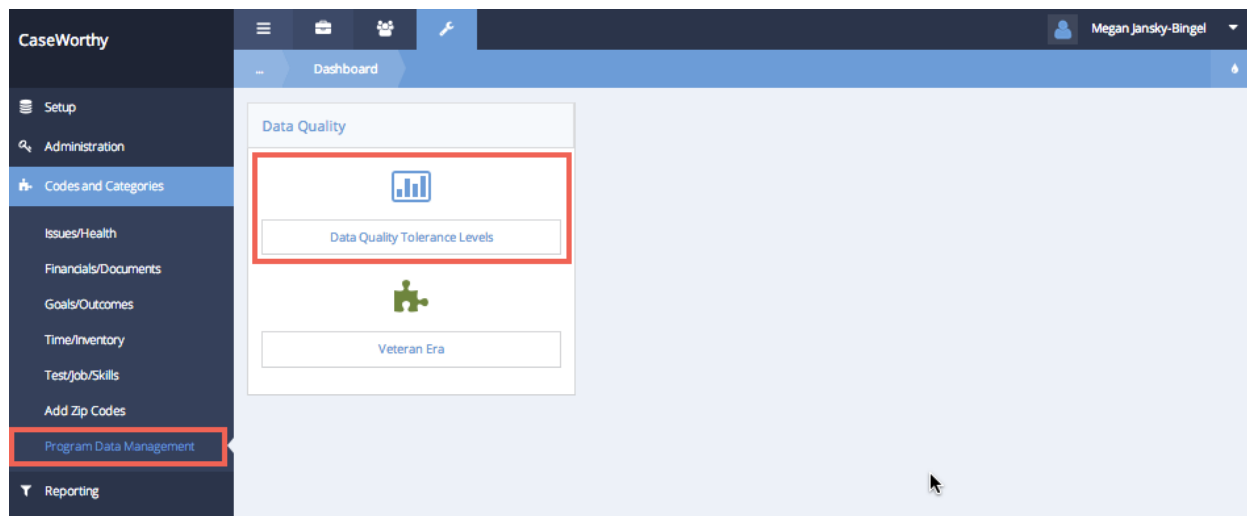 CaseWorthy
Megan Jansky-Bingel
... Dashboard
Setup
Administration
Codes and Categories
Issues/Health
Financials/Documents
Goals/Outcomes
Time/Inventory
Test/Job/Skills
Add Zip Codes
Program Data Management
Reporting
Data Quality
Data Quality Tolerance Levels
Veteran Era